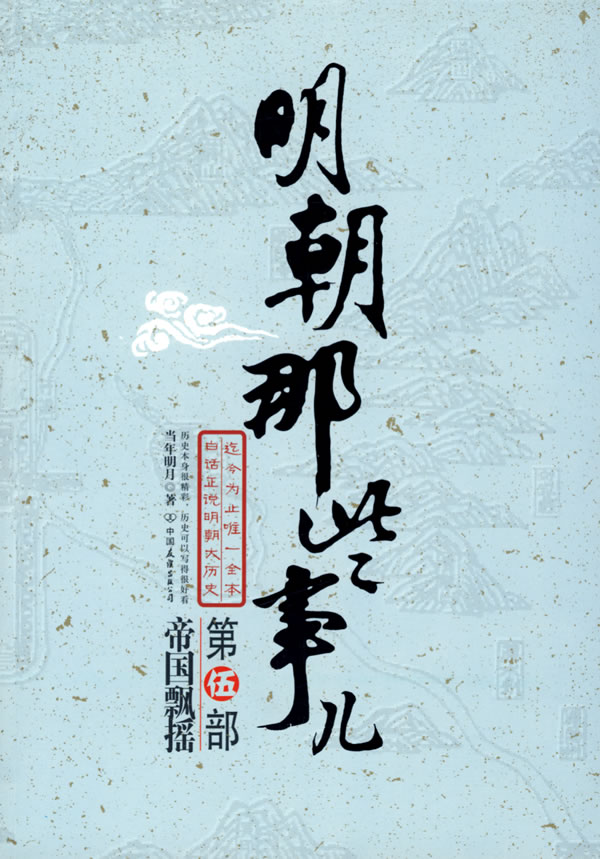 明朝那些事儿
迄今为止唯一全本
白话正说明朝大历史
第伍部
帝国飘摇
历史本身很精彩，历史可以写得很好看
当年明月 著
中国友谊出版公司